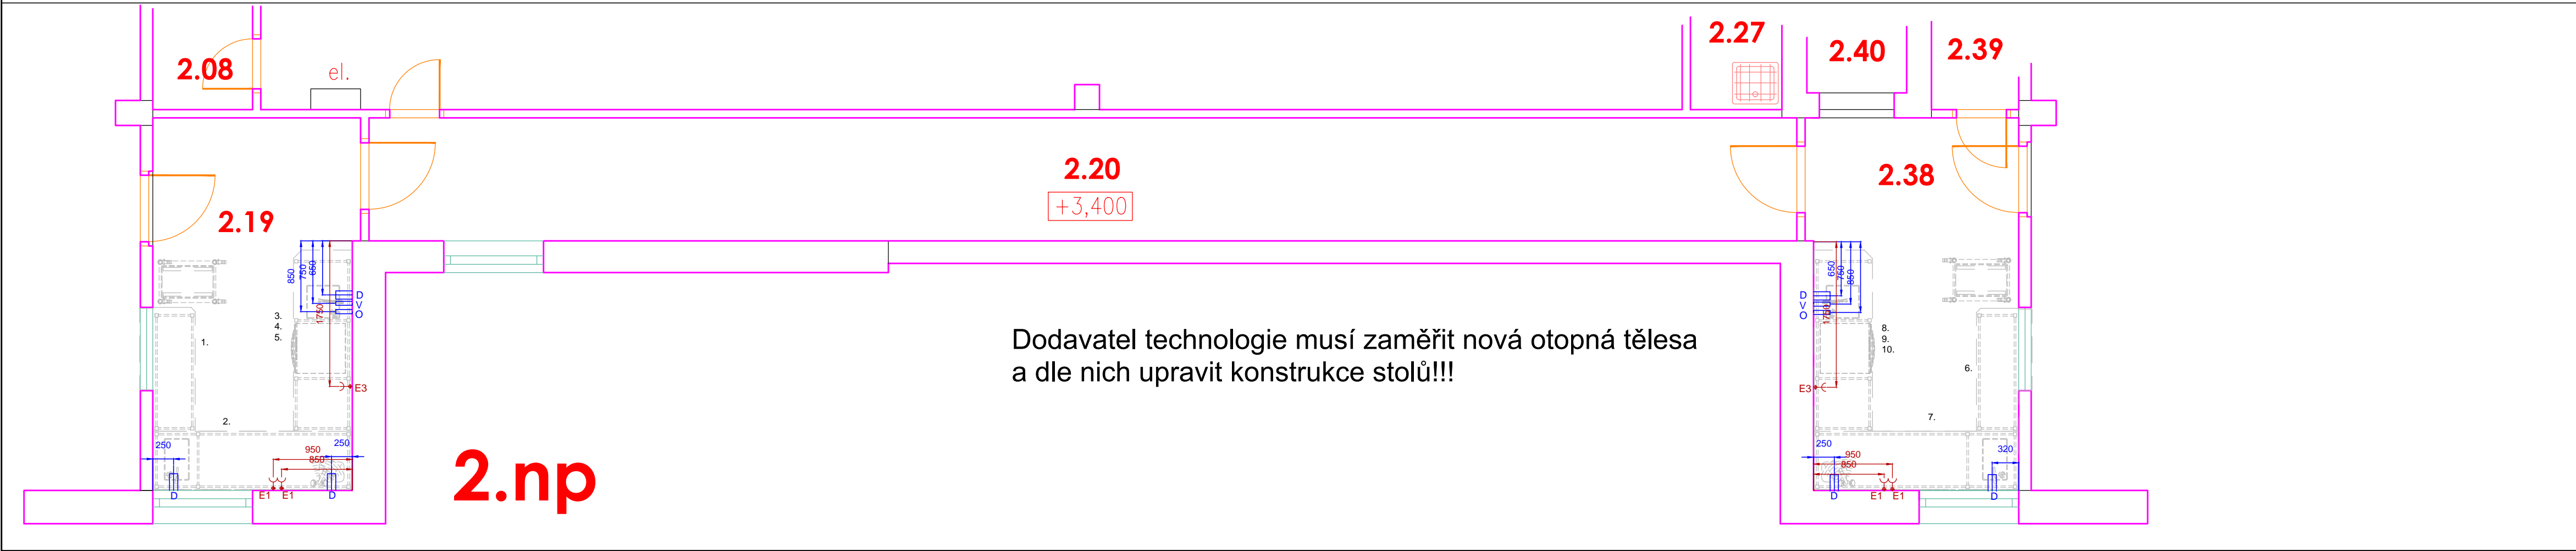 2.08
el.
2.27
2.40
2.39
2.20
+3,400
2.38
2.19
850
750
650
D
V
O
1750
3.
4.
5.
1.
E3
2.
250
950
850
250
D
E1
E1
D
2.np
Dodavatel technologie musí zaměřit nová otopná tělesa
a dle nich upravit konstrukce stolů!!!
650
750
850
D
V
O
1750
8.
9.
10.
6.
E3
7.
250
950
850
320
D
E1
E1
D